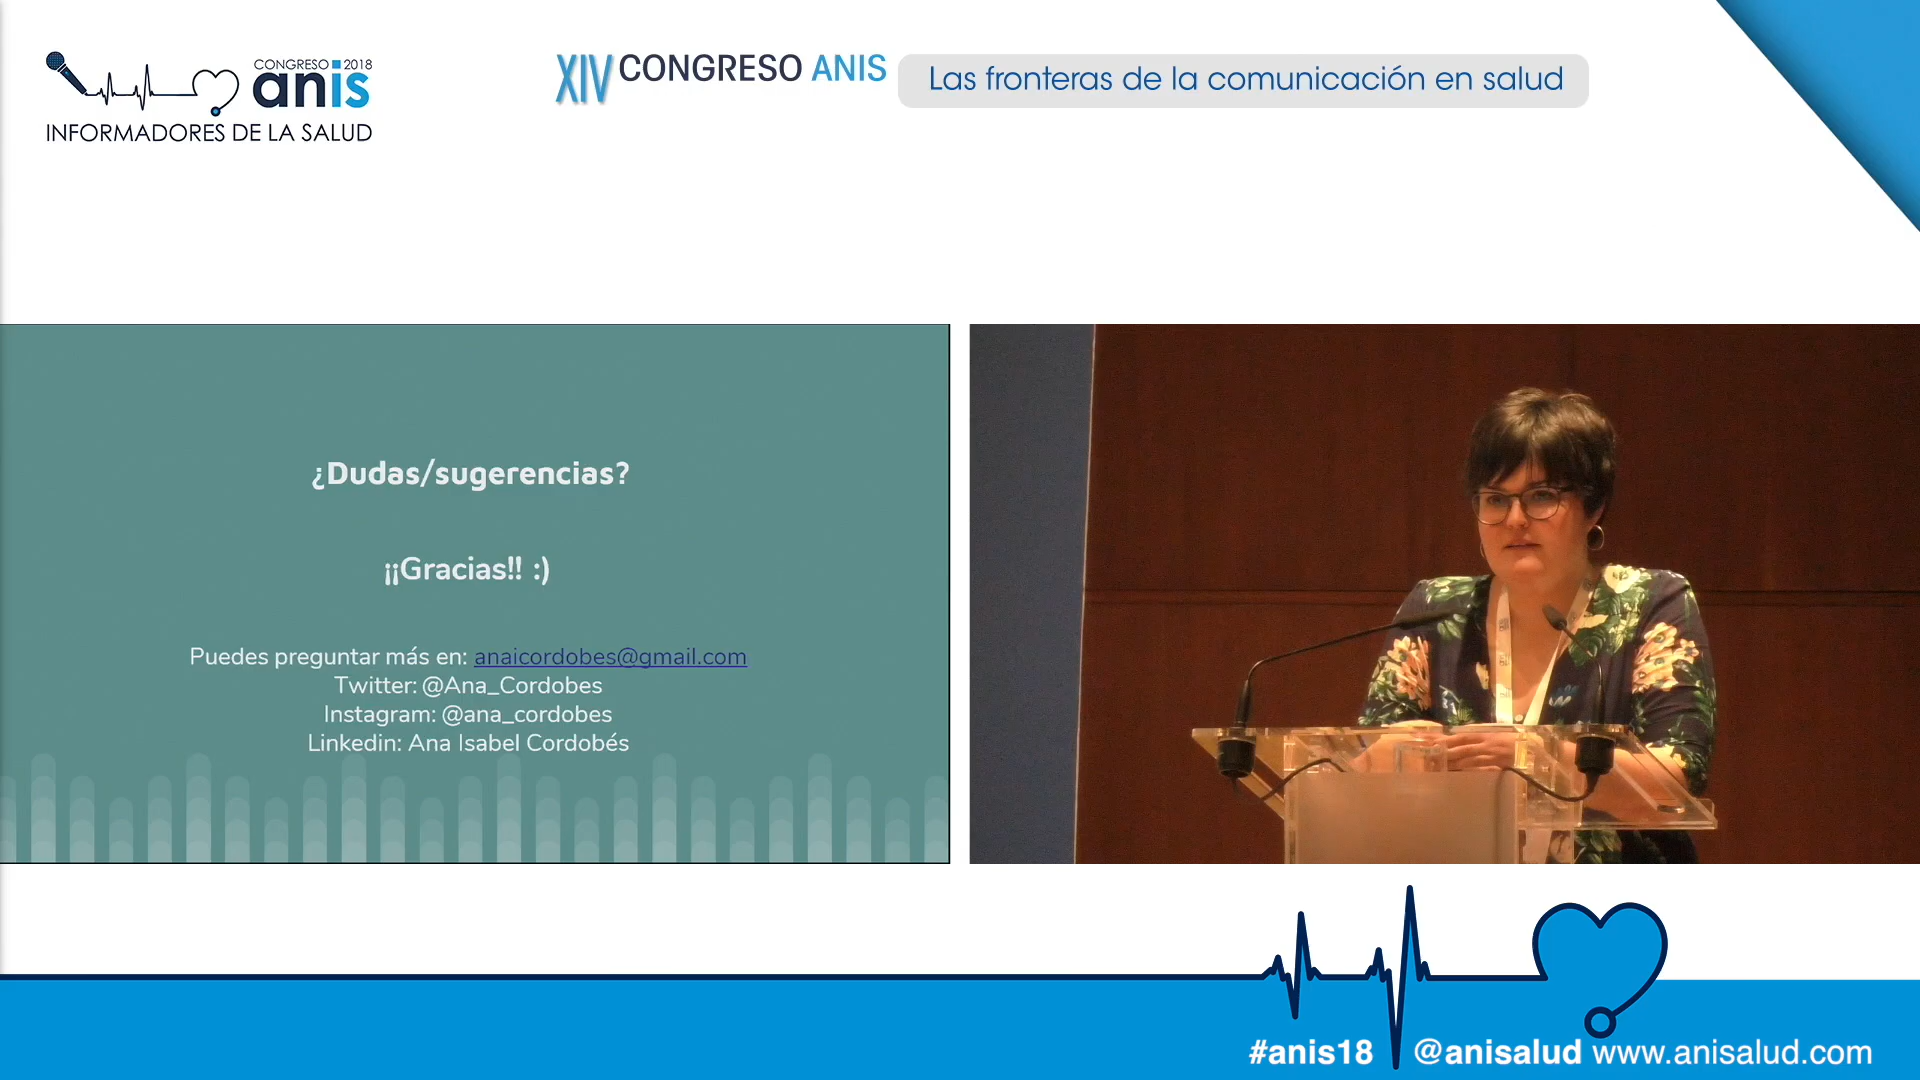 CONGRESO 2018
anis
INFORMADORES DE LA SALUD
XIV CONGRESO ANIS
Las fronteras de la comunicación en salud
¿Dudas/sugerencias?
¡¡Gracias!! :)
Puedes preguntar más en: anaicordobes@gmail.com
Twitter: @Ana_Cordobes
Instagram: @ana_cordobes
Linkedin: Ana Isabel Cordobés
#anis18 @anisalud www.anisalud.com